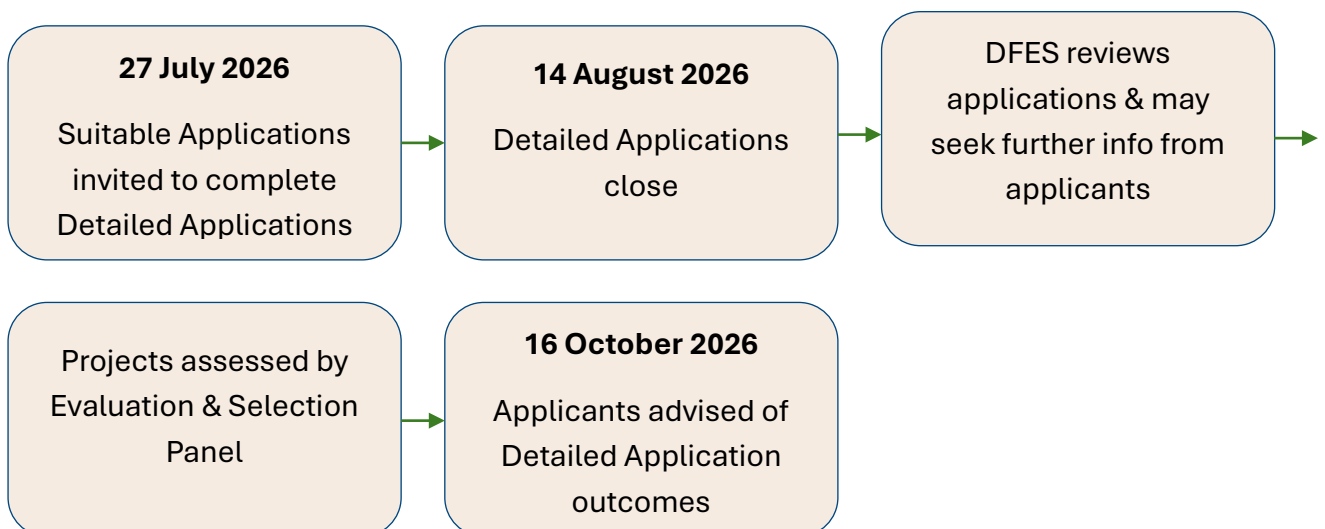 27 July 2026
Suitable Applications
invited to complete
Detailed Applications
14 August 2026
Detailed Applications
close
DFES reviews
applications & may
seek further info from
applicants
Projects assessed by
Evaluation & Selection
Panel
16 October 2026
Applicants advised of
Detailed Application
outcomes